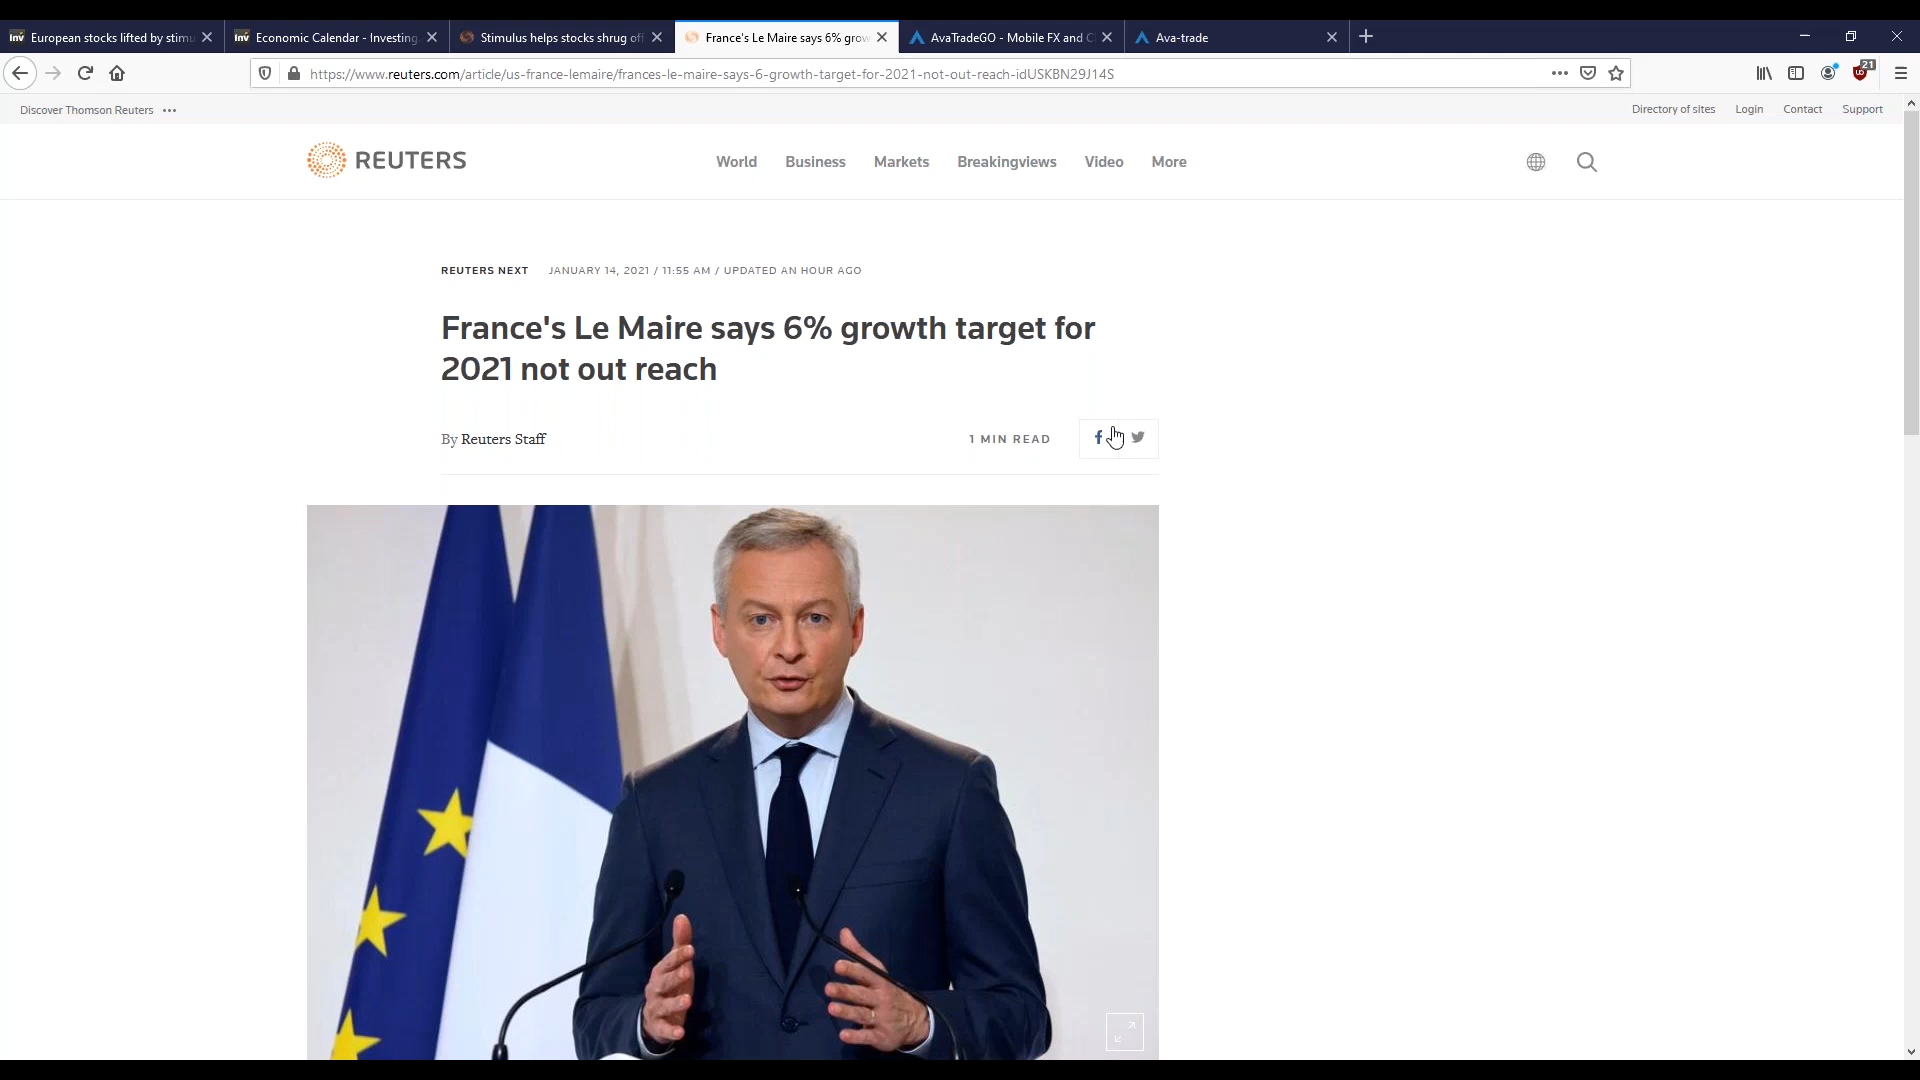 European stocks lifted by stimu
Economic Calendar - Investing
Stimulus helps stocks shrug off
France's Le Maire says 6% grow
AvaTradeGO - Mobile FX and C
Ava-trade
https://www.reuters.com/article/us-france-lemaire/frances-le-maire-says-6-growth-target-for-2021-not-out-reach-idUSKBN29J14S
21
Discover Thomson Reuters
Directory of sites Login Contact Support
REUTERS
World Business Markets Breakingviews Video More
REUTERS NEXT JANUARY 14, 2021 / 11:55 AM / UPDATED AN HOUR AGO
France's Le Maire says 6% growth target for
2021 not out reach
By Reuters Staff
1 MIN READ